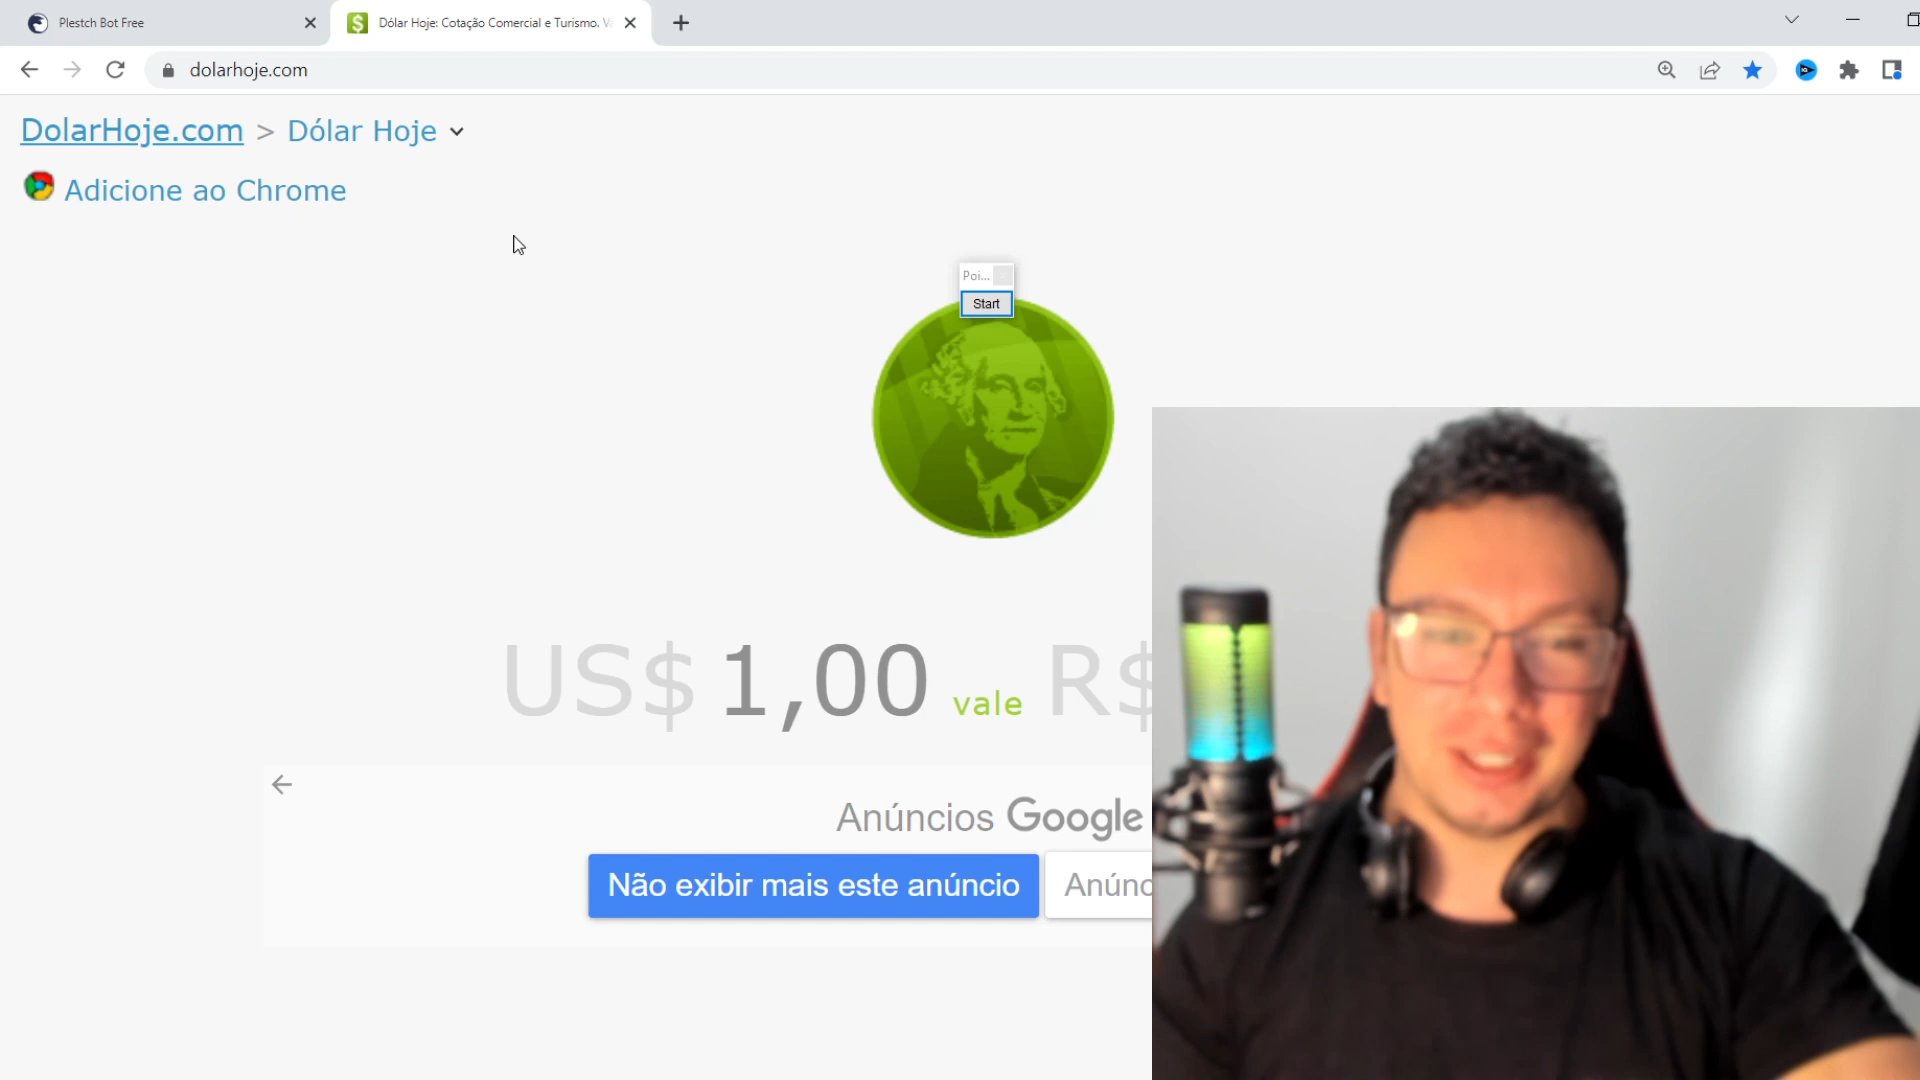 Plestch Bot Free
Dólar Hoje: Cotação Comercial e Turismo. V
dolarhoje.com
DolarHoje.com > Dólar Hoje
Adicione ao Chrome
Poi...
Start
US$ 1,00 vale R$
Anúncios Google
Não exibir mais este anúncio
Anúnc